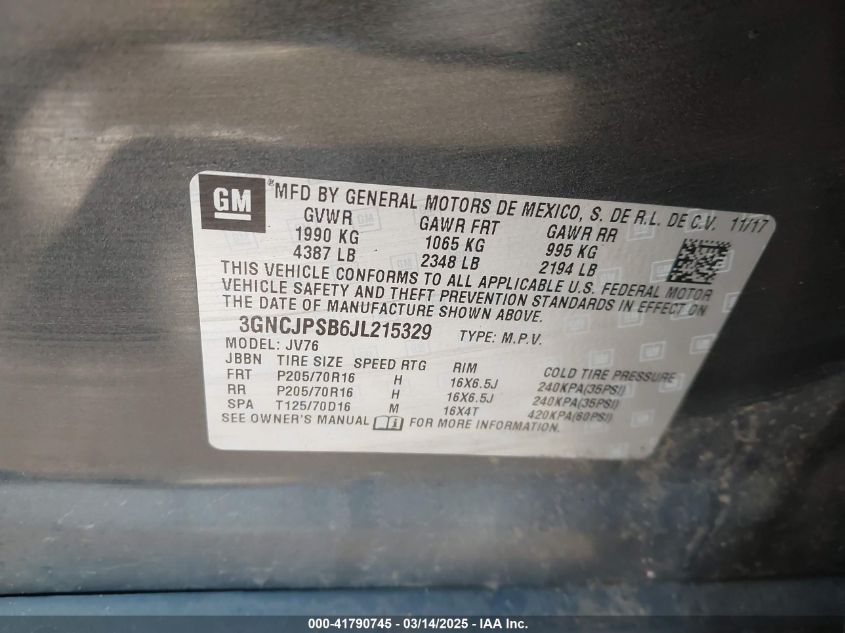 GM
® MFD BY GENERAL MOTORS DE MEXICO, S. DE R.L. DE C.V. 11/17
GVWR GAWR FRT GAWR RR
1990 KG 1065 KG 995 KG
4387 LB 2348 LB 2194 LB
THIS VEHICLE CONFORMS TO ALL APPLICABLE U.S. FEDERAL MOTOR
VEHICLE SAFETY AND THEFT PREVENTION STANDARDS IN EFFECT ON
THE DATE OF MANUFACTURE SHOWN ABOVE.
3GNCJPSB6JL215329 TYPE: M.P.V.
MODEL: JV76
JBBN TIRE SIZE SPEED RTG RIM COLD TIRE PRESSURE
FRT P205/70R16 H 16X6.5J 240KPA(35PSI)
RR P205/70R16 H 16X6.5J 240KPA(35PSI)
SPA T125/70D16 M 16X4T 420KPA(60PSI)
SEE OWNER'S MANUAL FOR MORE INFORMATION.
000-41790745 - 03/14/2025 - IAA Inc.